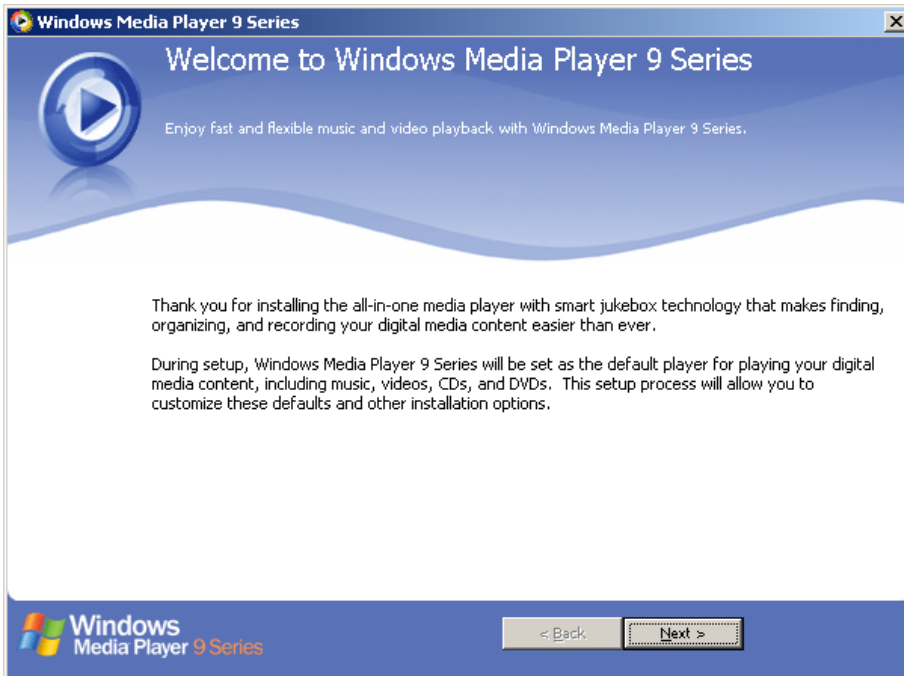 Windows Media Player 9 Series
Welcome to Windows Media Player 9 Series
Enjoy fast and flexible music and video playback with Windows Media Player 9 Series.
Thank you for installing the all-in-one media player with smart jukebox technology that makes finding,
organizing, and recording your digital media content easier than ever.
During setup, Windows Media Player 9 Series will be set as the default player for playing your digital
media content, including music, videos, CDs, and DVDs.  This setup process will allow you to
customize these defaults and other installation options.
Windows
Media Player 9 Series
< Back
Next >